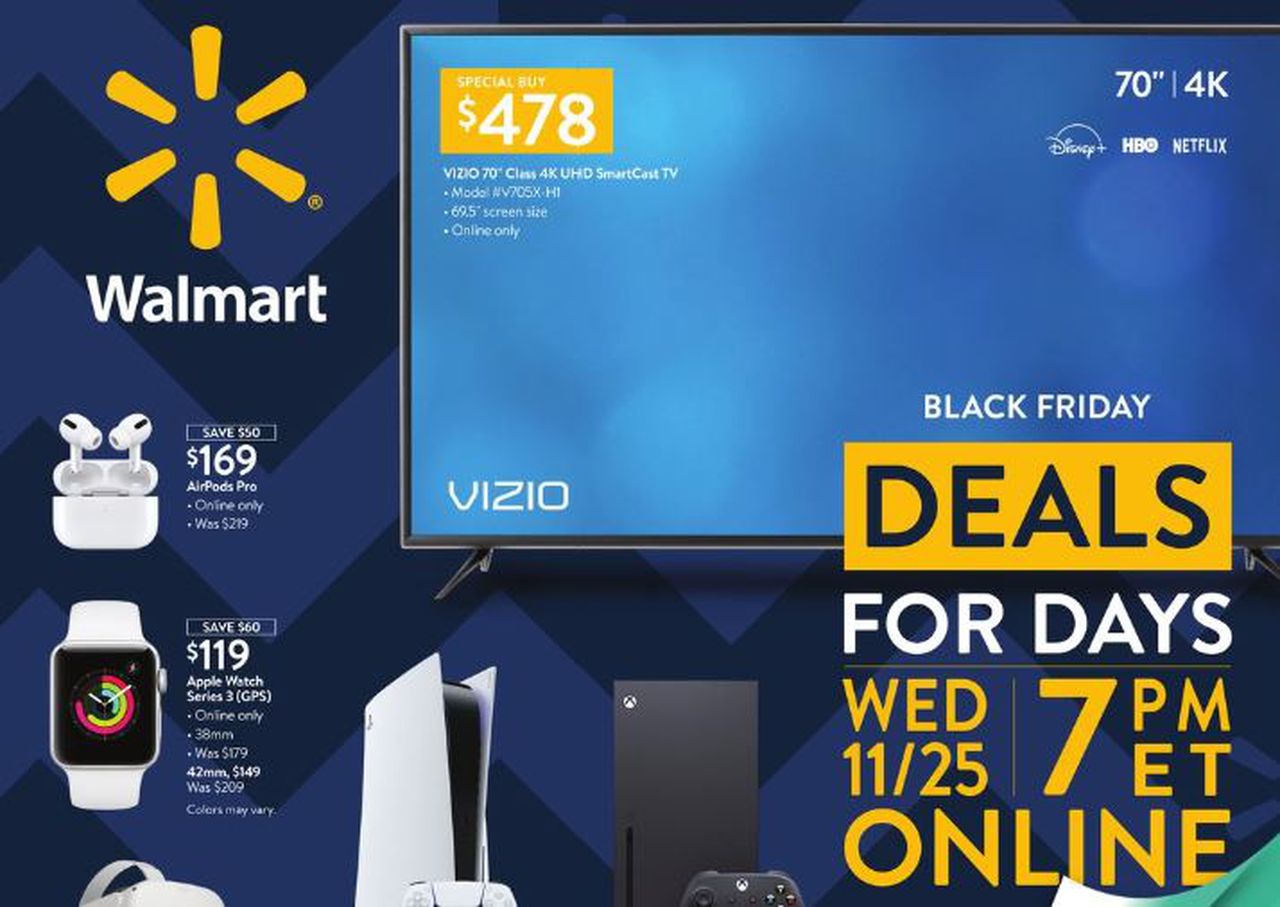 Walmart
SPECIAL BUY
$478
VIZIO 70" Class 4K UHD SmartCast TV
• Model #V705X-H1
• 69.5" screen size
• Online only
70" | 4K
Disney+ HBO NETFLIX
VIZIO
SAVE $50
$169
AirPods Pro
• Online only
• Was $219
SAVE $60
$119
Apple Watch
Series 3 (GPS)
• Online only
• 38mm
• Was $179
42mm, $149
Was $209
Colors may vary.
BLACK FRIDAY
DEALS
FOR DAYS
WED 11/25 | 7 PM ET
ONLINE